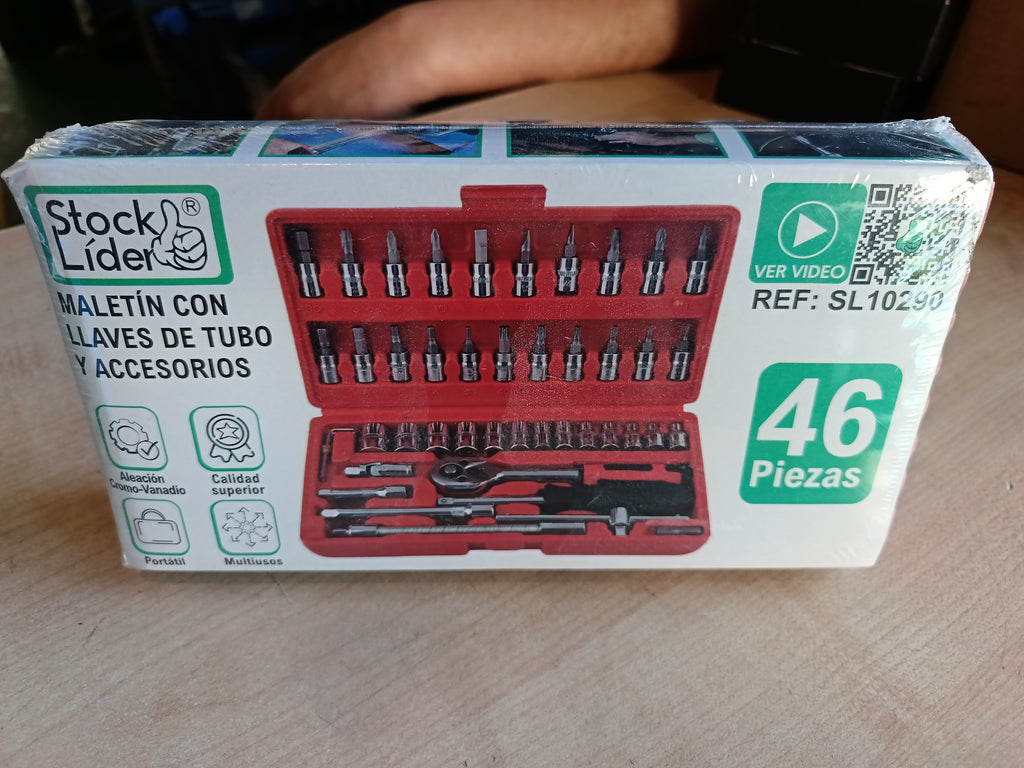 Stock
Líder
®
MALETÍN CON
LLAVES DE TUBO
Y ACCESORIOS
Aleación
Cromo-Vanadio
Calidad
superior
Portátil
Multiusos
VER VIDEO
REF: SL10290
46
Piezas